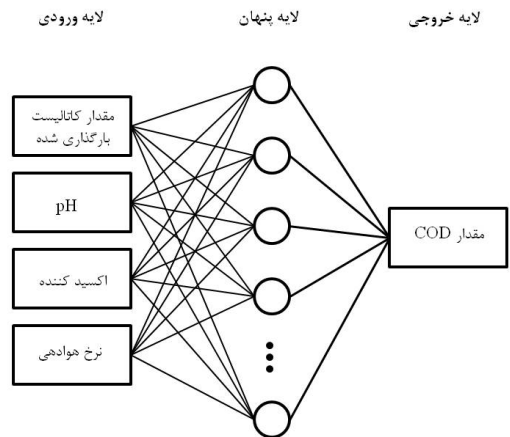 لایه ورودی
لایه پنهان
لایه خروجی
مقدار کاتالیست
بارگذاری شده
pH
اکسید کننده
نرخ هوادهی
مقدار COD